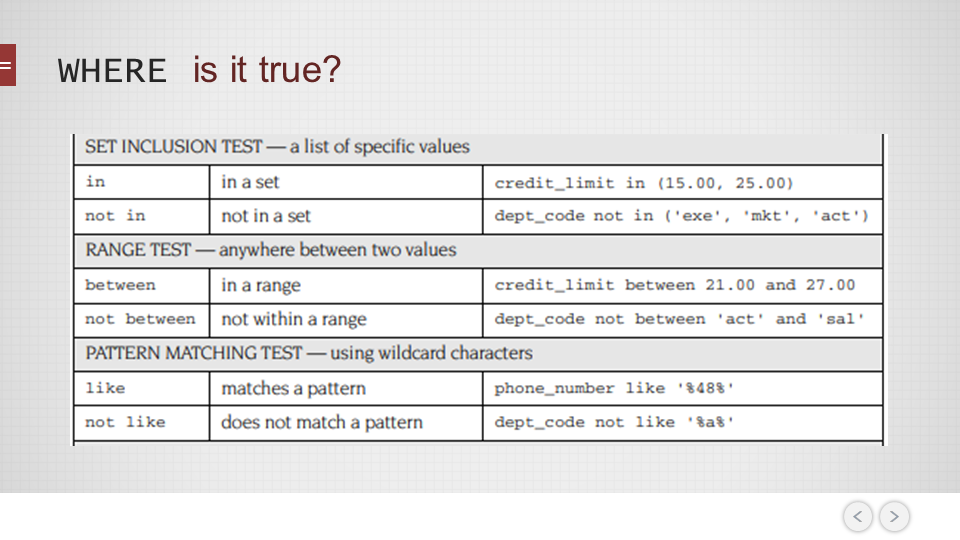 WHERE is it true?
SET INCLUSION TEST — a list of specific values
in in a set credit_limit in (15.00, 25.00)
not in not in a set dept_code not in ('exe', 'mkt', 'act')
RANGE TEST — anywhere between two values
between in a range credit_limit between 21.00 and 27.00
not between not within a range dept_code not between 'act' and 'sal'
PATTERN MATCHING TEST — using wildcard characters
like matches a pattern phone_number like '%48%'
not like does not match a pattern dept_code not like '%a%'